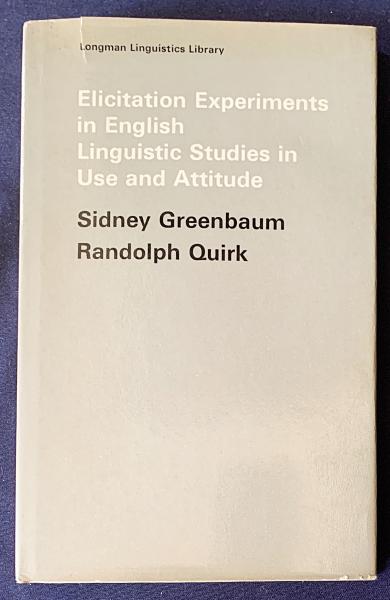 Longman Linguistics Library
Elicitation Experiments
in English
Linguistic Studies in
Use and Attitude
Sidney Greenbaum
Randolph Quirk